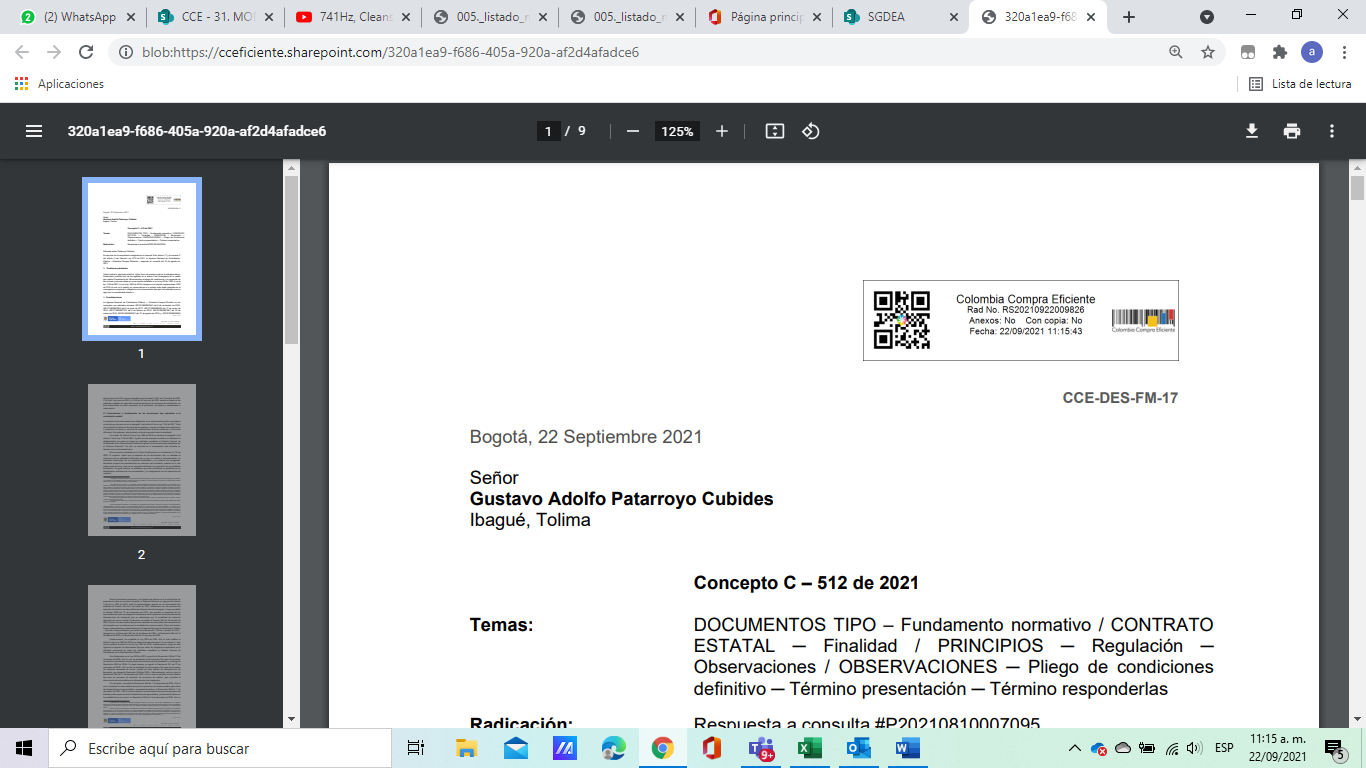 (2) WhatsApp
CCE - 31. MO
741Hz, Cleans
005._listado_r
005._listado_r
Página princip
SGDEA
320a1ea9-f68
blob:https://cceficiente.sharepoint.com/320a1ea9-f686-405a-920a-af2d4afadce6
a
Aplicaciones
Lista de lectura
320a1ea9-f686-405a-920a-af2d4afadce6
1 / 9
125%
1
2
Colombia Compra Eficiente
Rad No. RS20210922009826
Anexos: No Con copia: No
Fecha: 22/09/2021 11:15:43
Colombia Compra Eficiente
CCE-DES-FM-17
Bogotá, 22 Septiembre 2021
Señor
Gustavo Adolfo Patarroyo Cubides
Ibagué, Tolima
Concepto C – 512 de 2021
Temas: DOCUMENTOS TIPO – Fundamento normativo / CONTRATO
ESTATAL ─ Finalidad / PRINCIPIOS ─ Regulación ─
Observaciones / OBSERVACIONES ─ Pliego de condiciones
definitivo ─ Término presentación ─ Término responderlas
Radicación: Respuesta a consulta #P20210810007095
Escribe aquí para buscar
9+
ESP
11:15 a. m.
22/09/2021
5